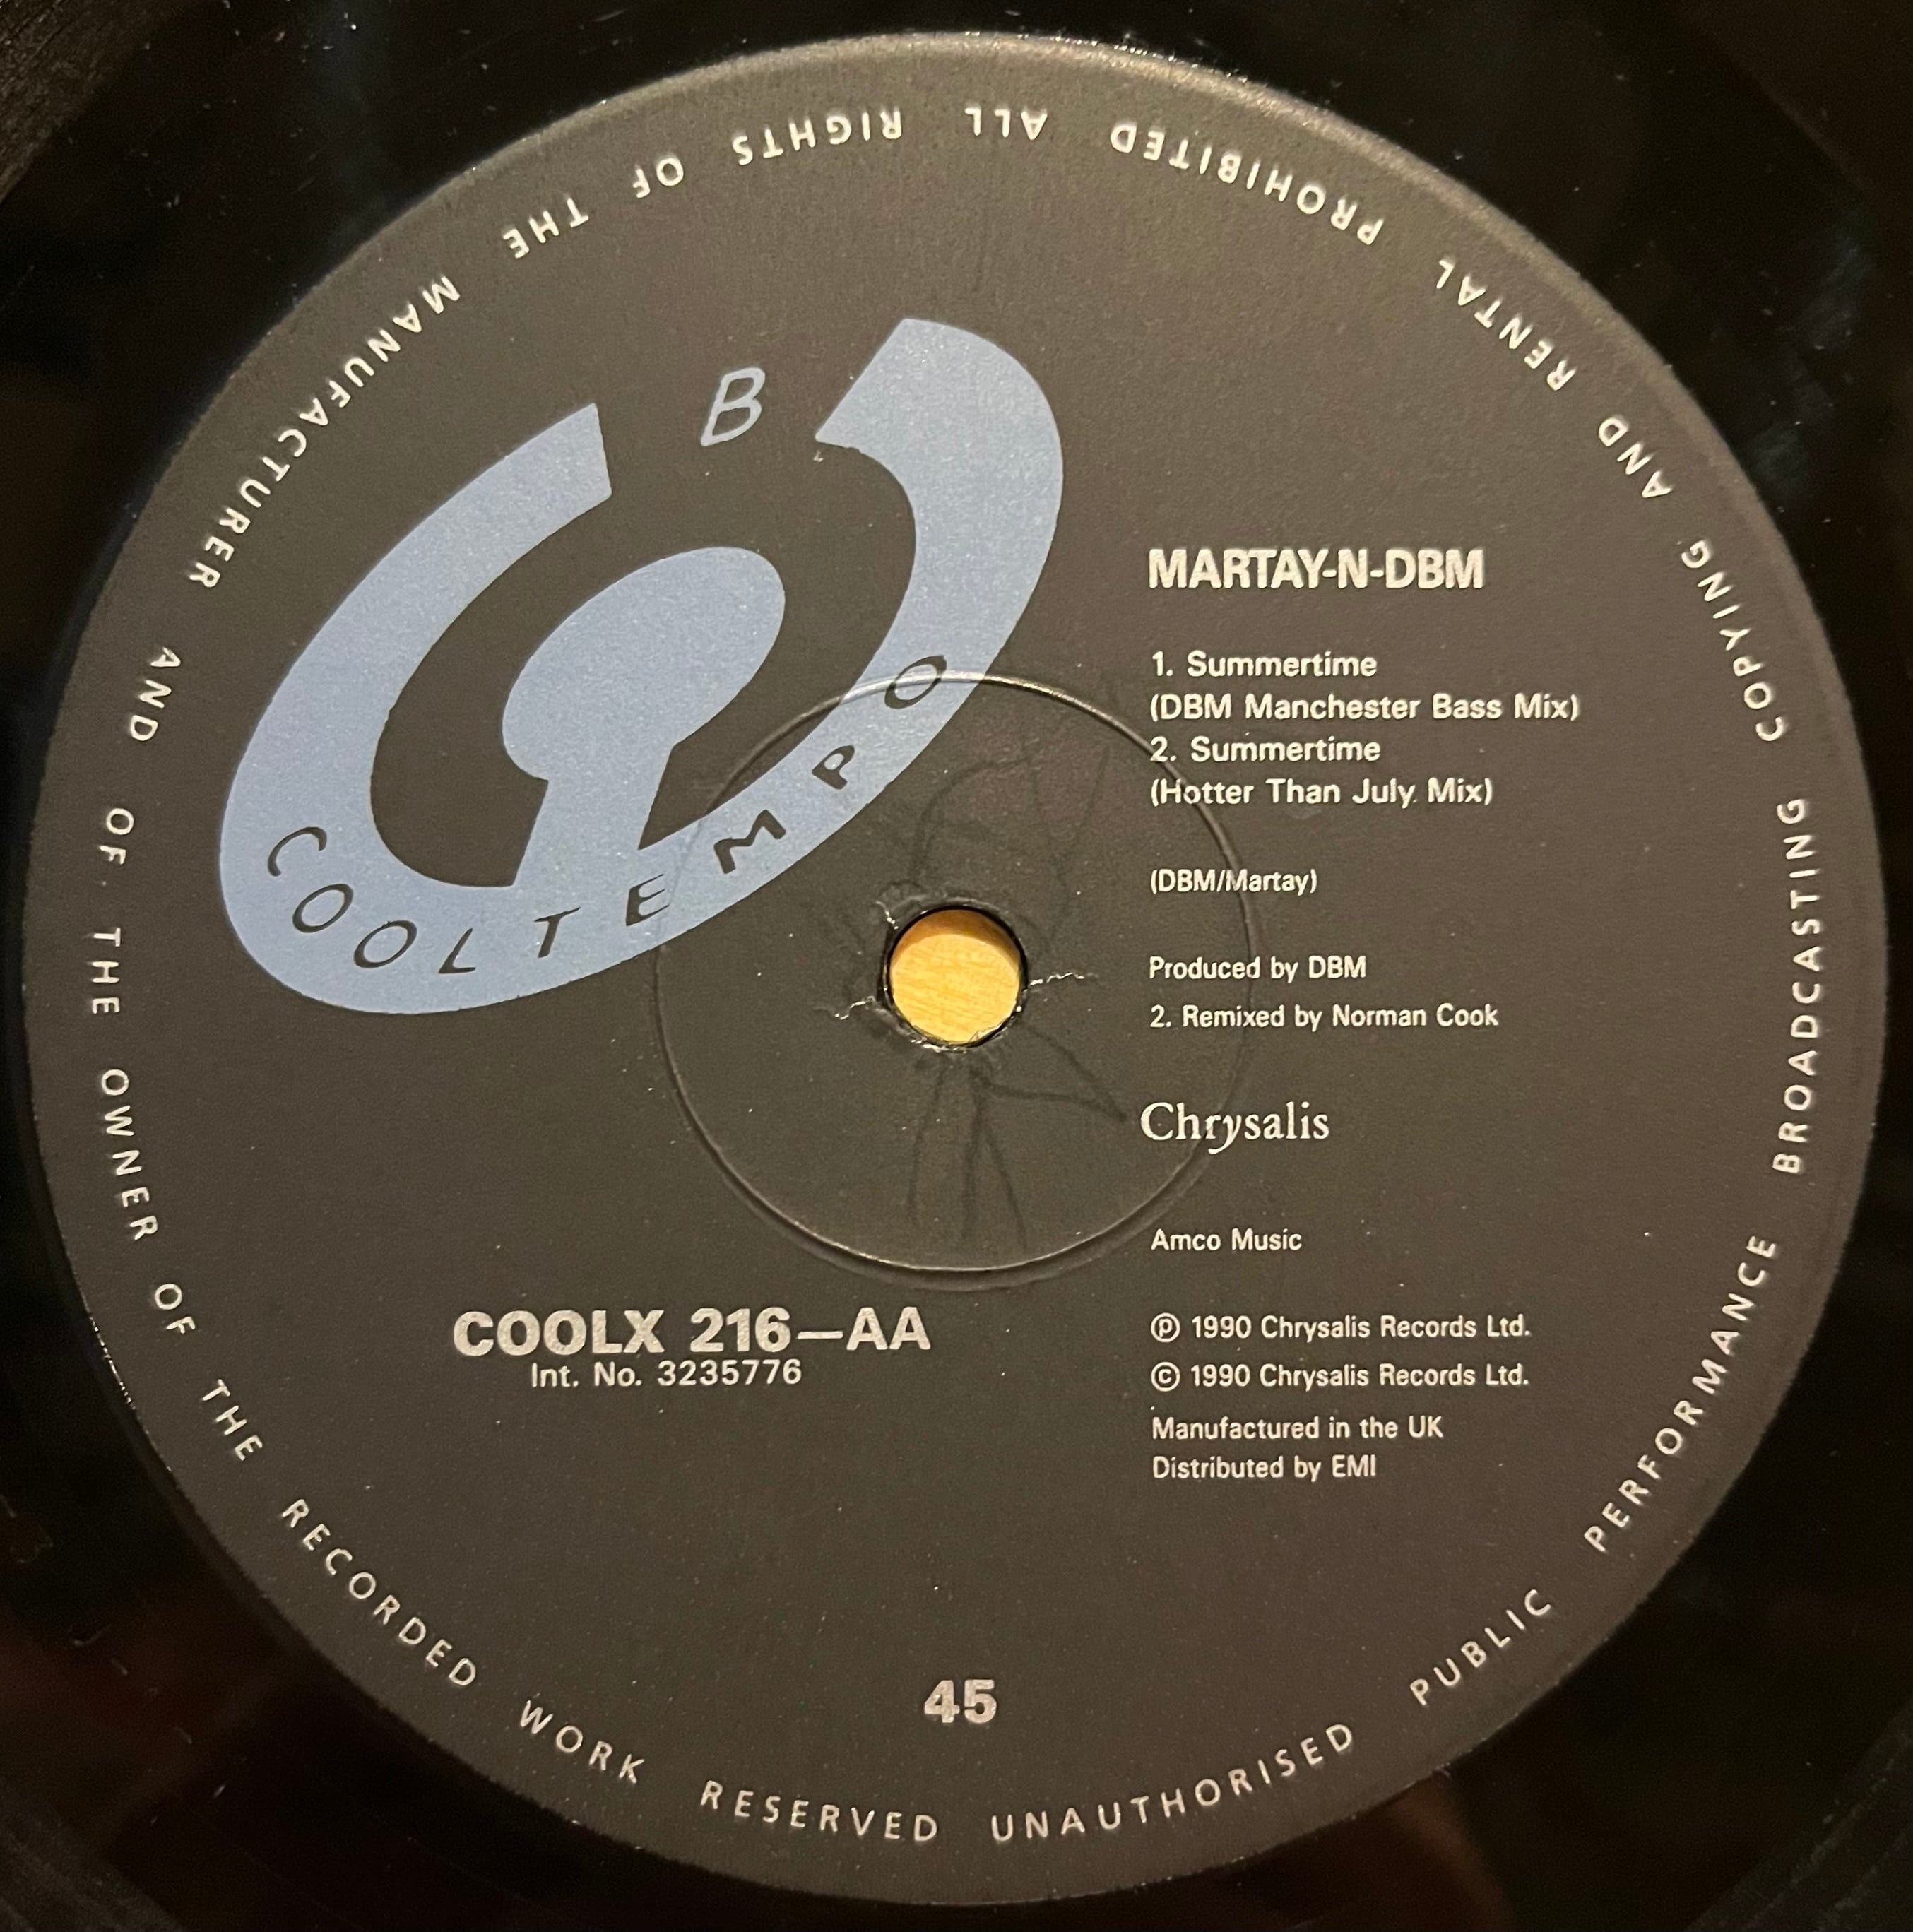 B
COOLTEMPO
MARTAY-N-DBM
1. Summertime
(DBM Manchester Bass Mix)
2. Summertime
(Hotter Than July Mix)
(DBM/Martay)
Produced by DBM
2. Remixed by Norman Cook
Chrysalis
Amco Music
COOLX 216—AA
Int. No. 3235776
℗ 1990 Chrysalis Records Ltd.
© 1990 Chrysalis Records Ltd.
Manufactured in the UK
Distributed by EMI
45
ALL RIGHTS OF THE MANUFACTURER AND OF THE OWNER OF THE RECORDED WORK RESERVED UNAUTHORISED PUBLIC PERFORMANCE BROADCASTING COPYING AND RENTAL PROHIBITED